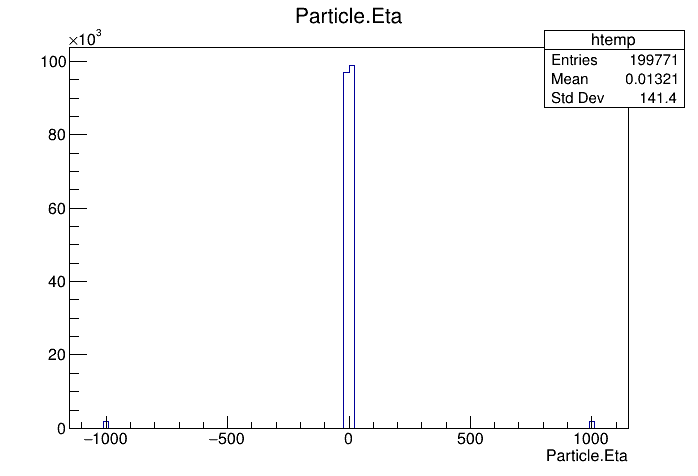 Particle.Eta
×10³
htemp
Entries 199771
Mean 0.01321
Std Dev 141.4
100
80
60
40
20
0
−1000 −500 0 500 1000
Particle.Eta